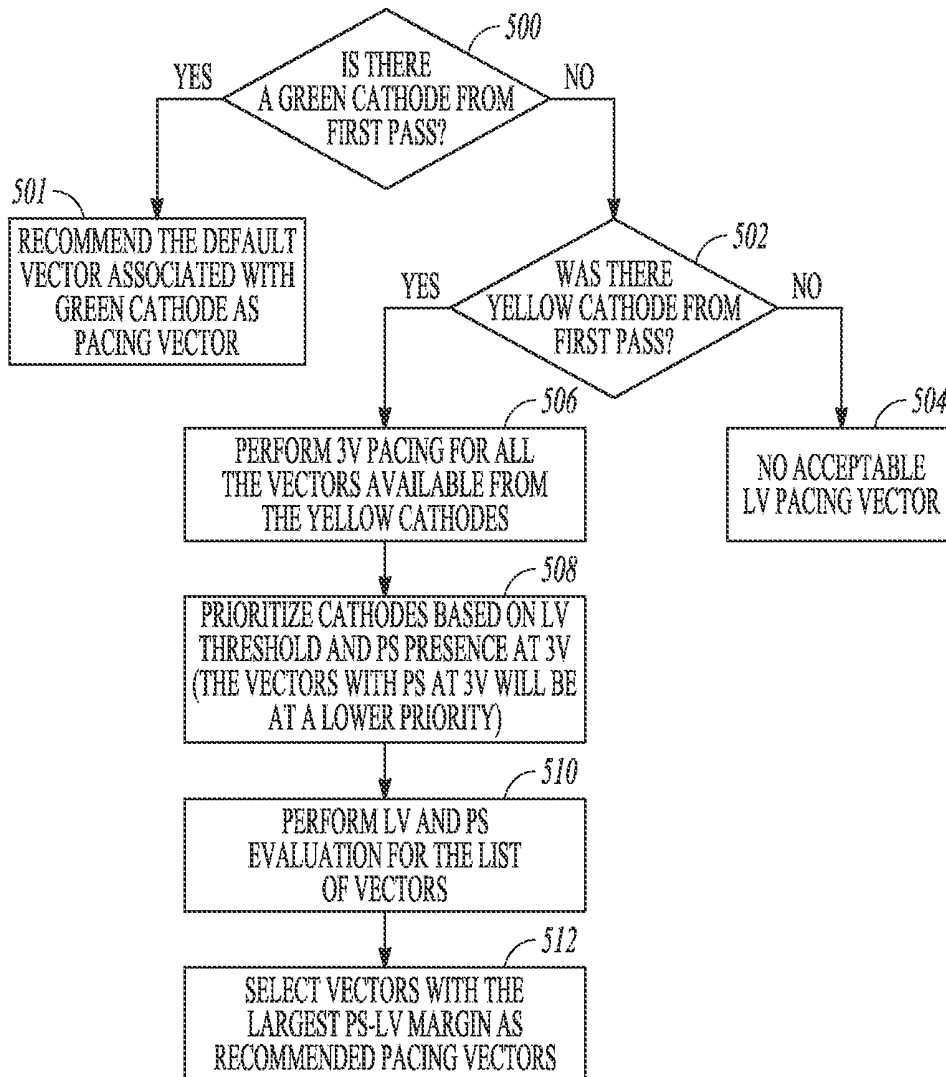 500
IS THERE
A GREEN CATHODE FROM
FIRST PASS?
YES
NO
501
RECOMMEND THE DEFAULT
VECTOR ASSOCIATED WITH
GREEN CATHODE AS
PACING VECTOR
502
WAS THERE
YELLOW CATHODE FROM
FIRST PASS?
YES
NO
504
NO ACCEPTABLE
LV PACING VECTOR
506
PERFORM 3V PACING FOR ALL
THE VECTORS AVAILABLE FROM
THE YELLOW CATHODES
508
PRIORITIZE CATHODES BASED ON LV
THRESHOLD AND PS PRESENCE AT 3V
(THE VECTORS WITH PS AT 3V WILL BE
AT A LOWER PRIORITY)
510
PERFORM LV AND PS
EVALUATION FOR THE LIST
OF VECTORS
512
SELECT VECTORS WITH THE
LARGEST PS-LV MARGIN AS
RECOMMENDED PACING VECTORS